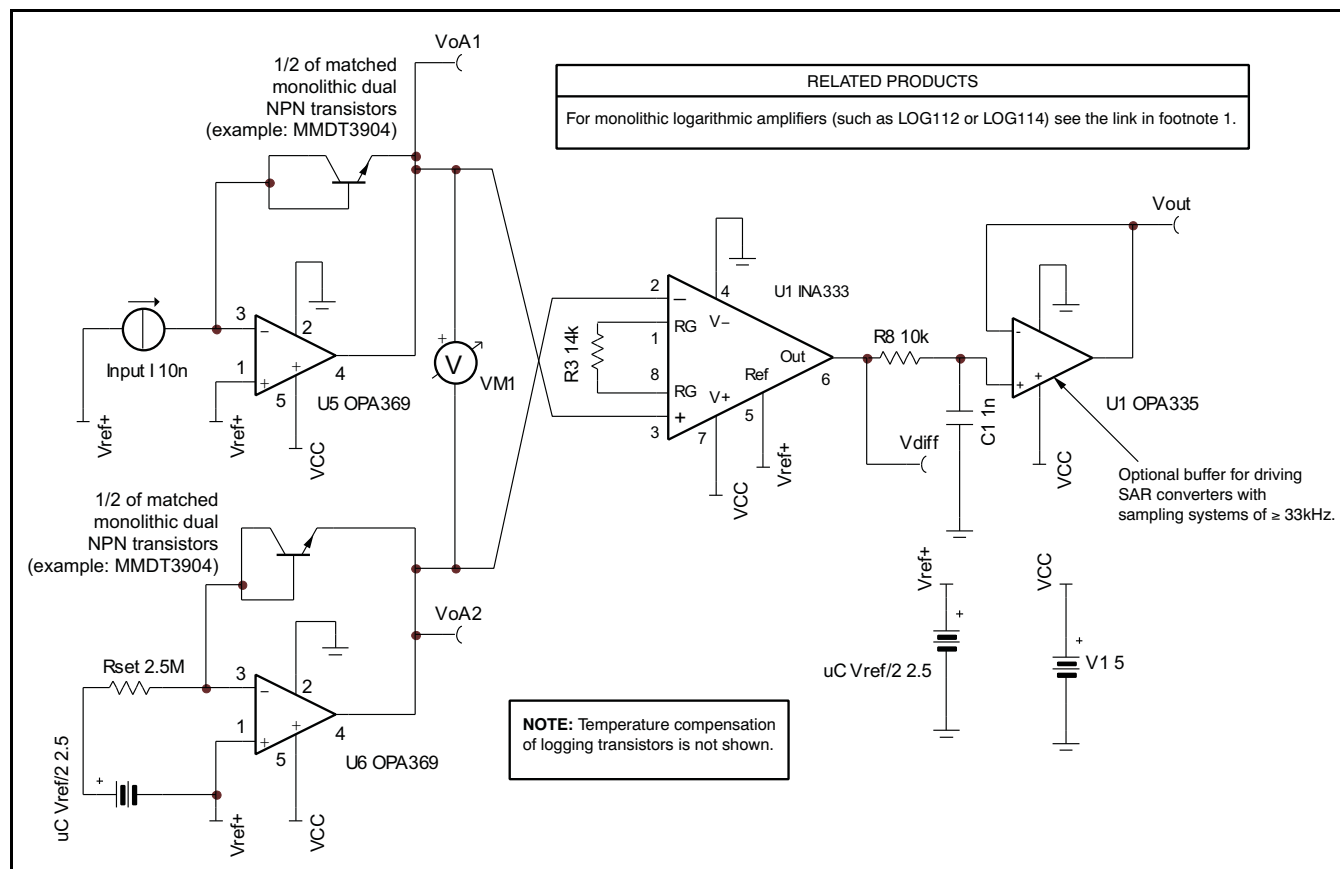 VoA1
1/2 of matched
monolithic dual
NPN transistors
(example: MMDT3904)
RELATED PRODUCTS
For monolithic logarithmic amplifiers (such as LOG112 or LOG114) see the link in footnote 1.
Vout
2
4
U1 INA333
−
3
−
2
1
RG
V−
R8 10k
-
Input I 10n
1
+
+
4
+
V
VM1
R3 14k
Out
6
8
RG
Ref
+
+
5
U5 OPA369
V+
5
U1 OPA335
+
3
7
C1 1n
Vref+
Vref+
VCC
Vdiff
VCC
Vref+
VCC
Optional buffer for driving
SAR converters with
sampling systems of ≥ 33kHz.
1/2 of matched
monolithic dual
NPN transistors
(example: MMDT3904)
Vref+
VCC
VoA2
+
+
Rset 2.5M
3
−
2
uC Vref/2 2.5
V1 5
1
+
+
4
5
U6 OPA369
NOTE: Temperature compensation
of logging transistors is not shown.
uC Vref/2 2.5
+
Vref+
VCC